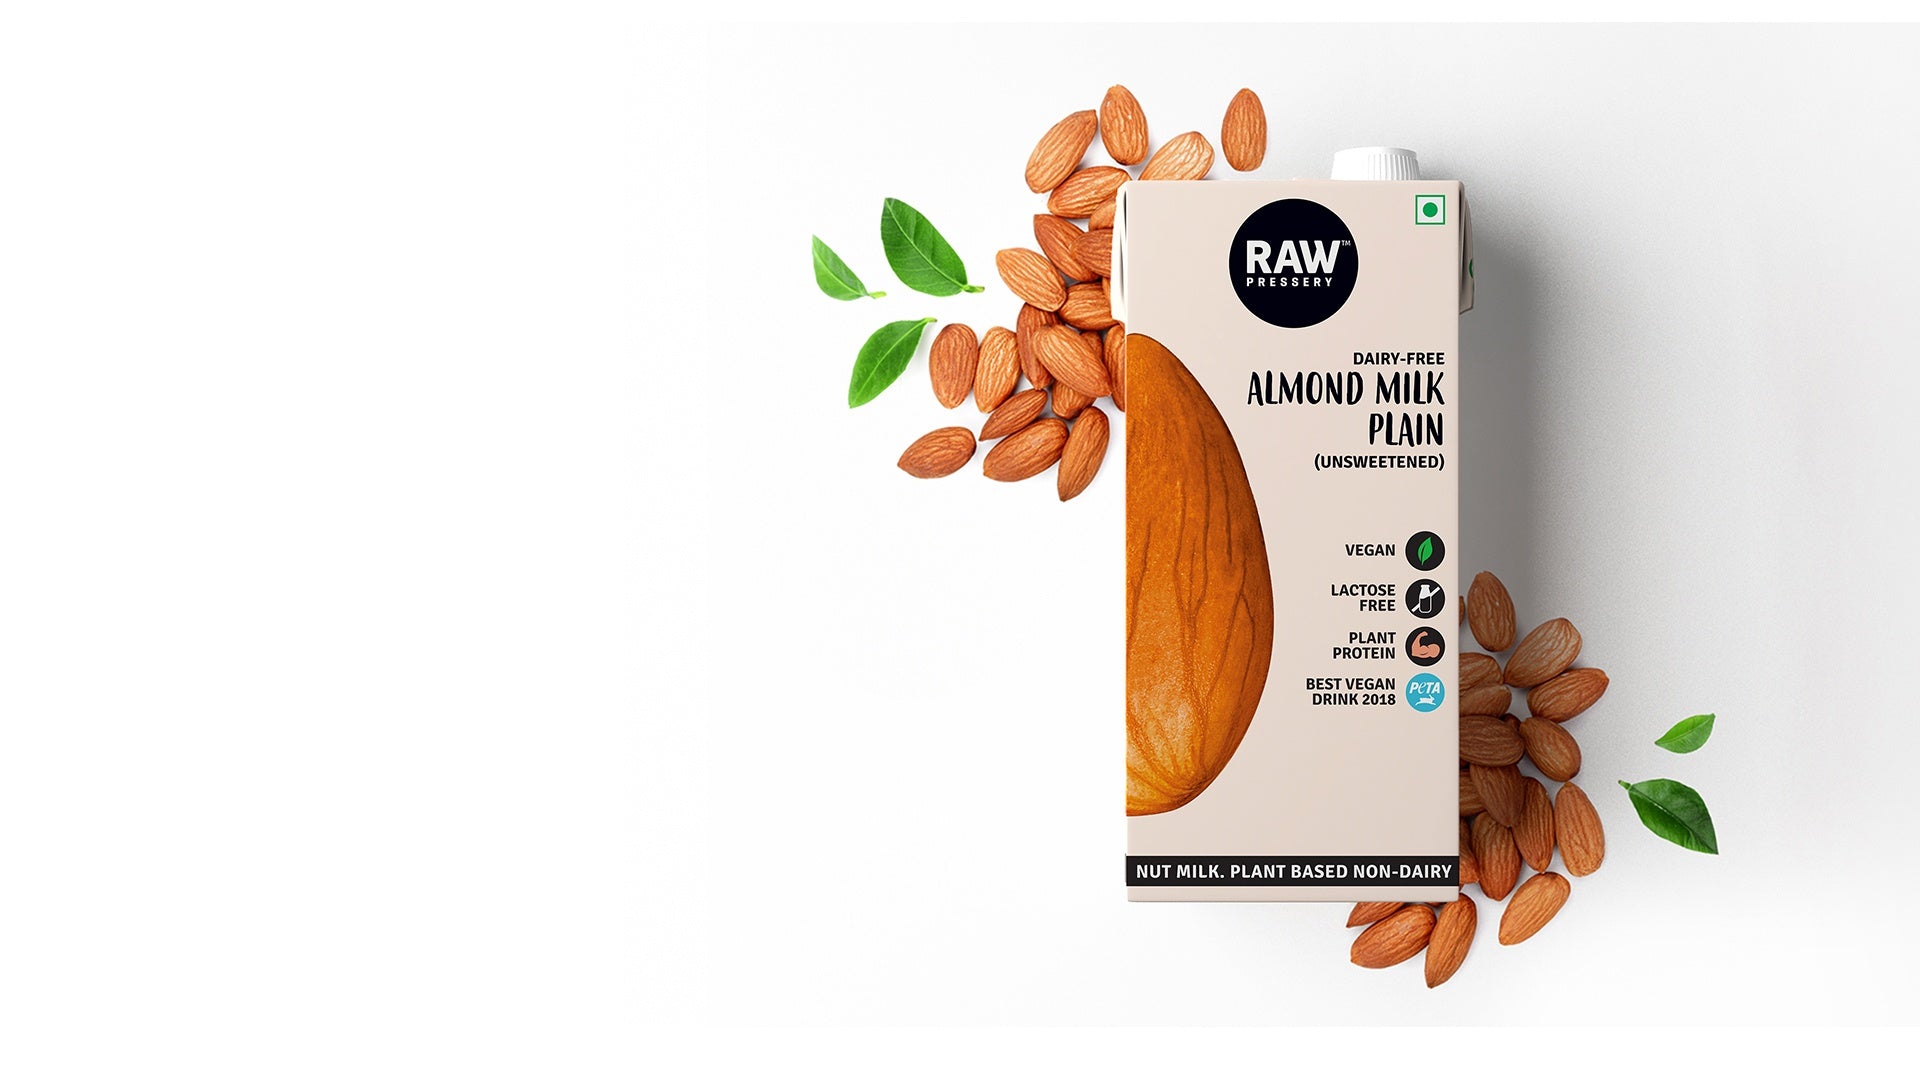 RAW™
PRESSERY
DAIRY-FREE
ALMOND MILK
PLAIN
(UNSWEETENED)
VEGAN
LACTOSE
FREE
PLANT
PROTEIN
BEST VEGAN
DRINK 2018
PeTA
NUT MILK. PLANT BASED NON-DAIRY